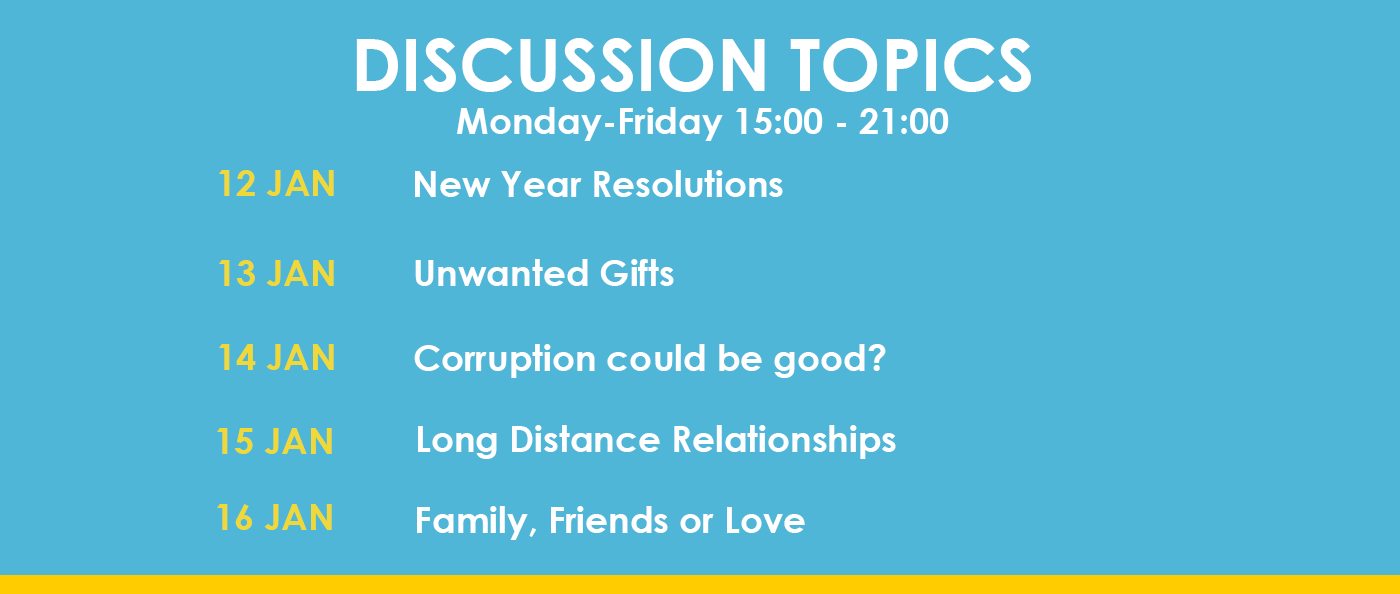 DISCUSSION TOPICS
Monday-Friday 15:00 - 21:00
12 JAN New Year Resolutions
13 JAN Unwanted Gifts
14 JAN Corruption could be good?
15 JAN Long Distance Relationships
16 JAN Family, Friends or Love